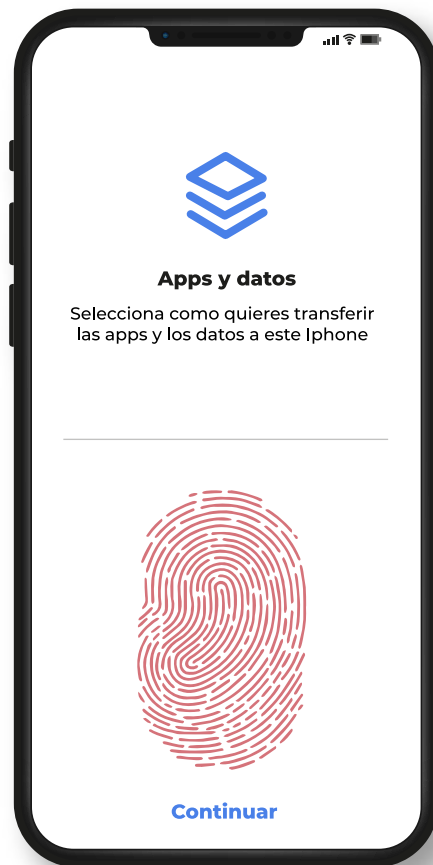 Apps y datos
Selecciona como quieres transferir
las apps y los datos a este Iphone
Continuar